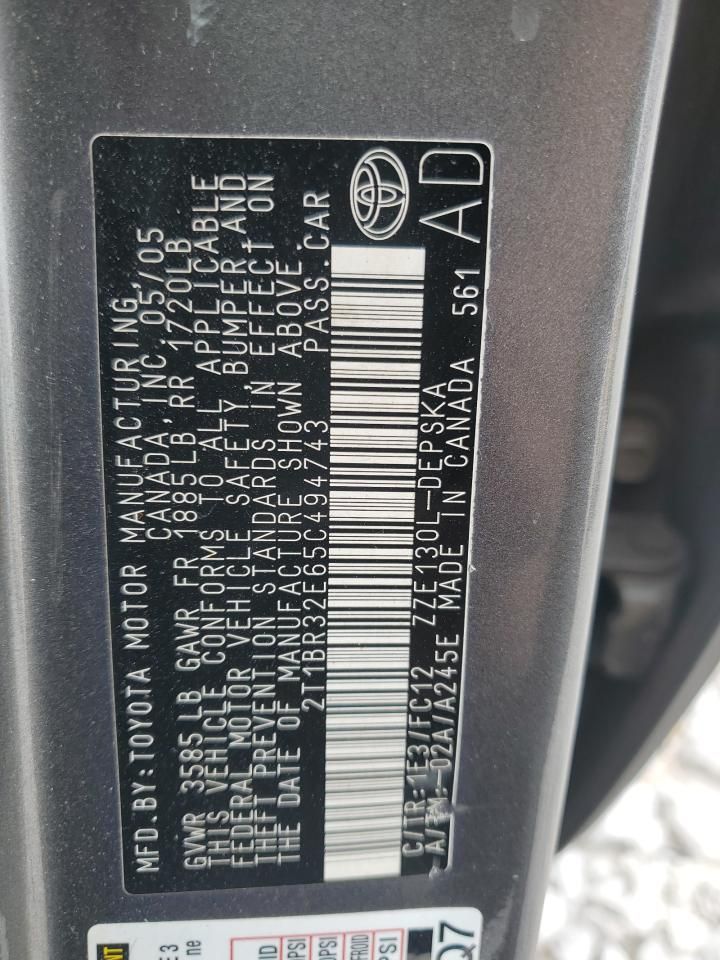 MFD.BY:TOYOTA MOTOR MANUFACTURING,
CANADA, INC. 05/05
GVWR 3585 LB GAWR FR 1885LB, RR 1720LB
THIS VEHICLE CONFORMS TO ALL APPLICABLE
FEDERAL MOTOR VEHICLE SAFETY,BUMPER,AND
THEFT PREVENTION STANDARDS IN EFFECT ON
THE DATE OF MANUFACTURE SHOWN ABOVE.
2T1BR32E65C494743 PASS.CAR
C/TR:1E3/FC12 ZZE130L-DEPSKA
A/TM:-02A/A245E MADE IN CANADA 561
AD
E3
ne
Q7